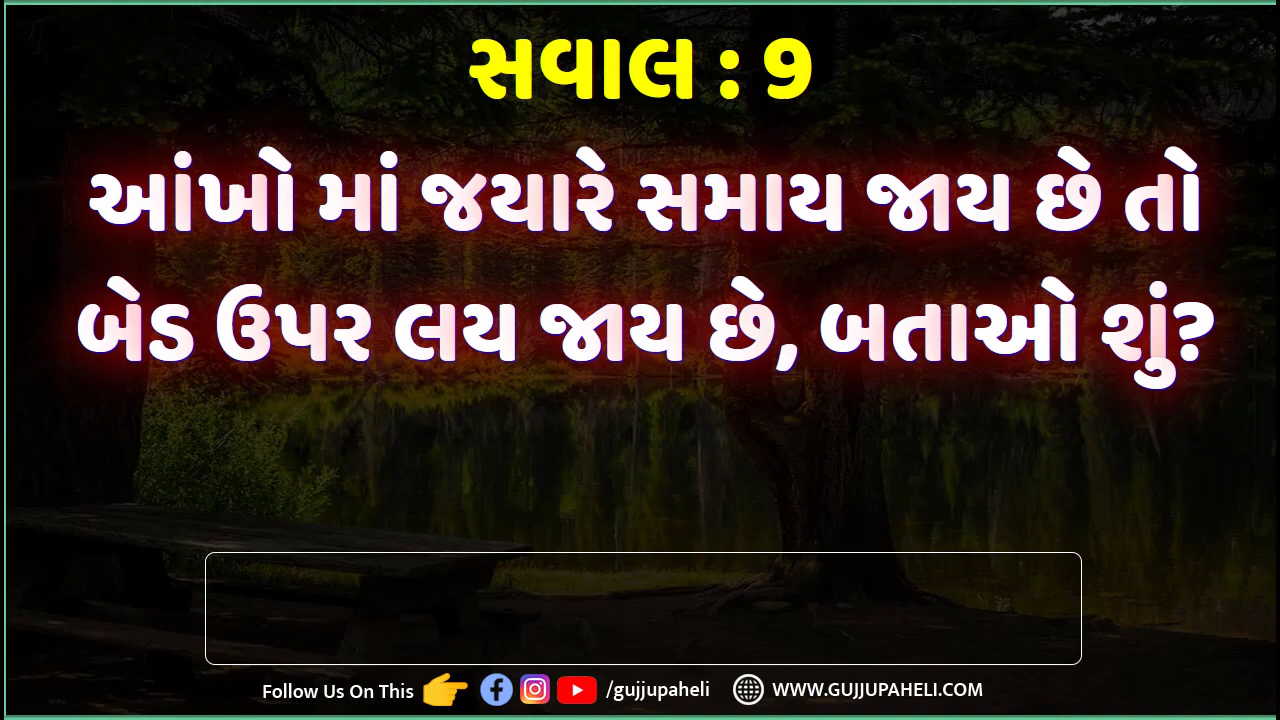 સવાલ : 9
આંખો માં જયારે સમાય જાય છે તો
બેડ ઉપર લય જાય છે, બતાઓ શું?
Follow Us On This /gujjupaheli WWW.GUJJUPAHELI.COM